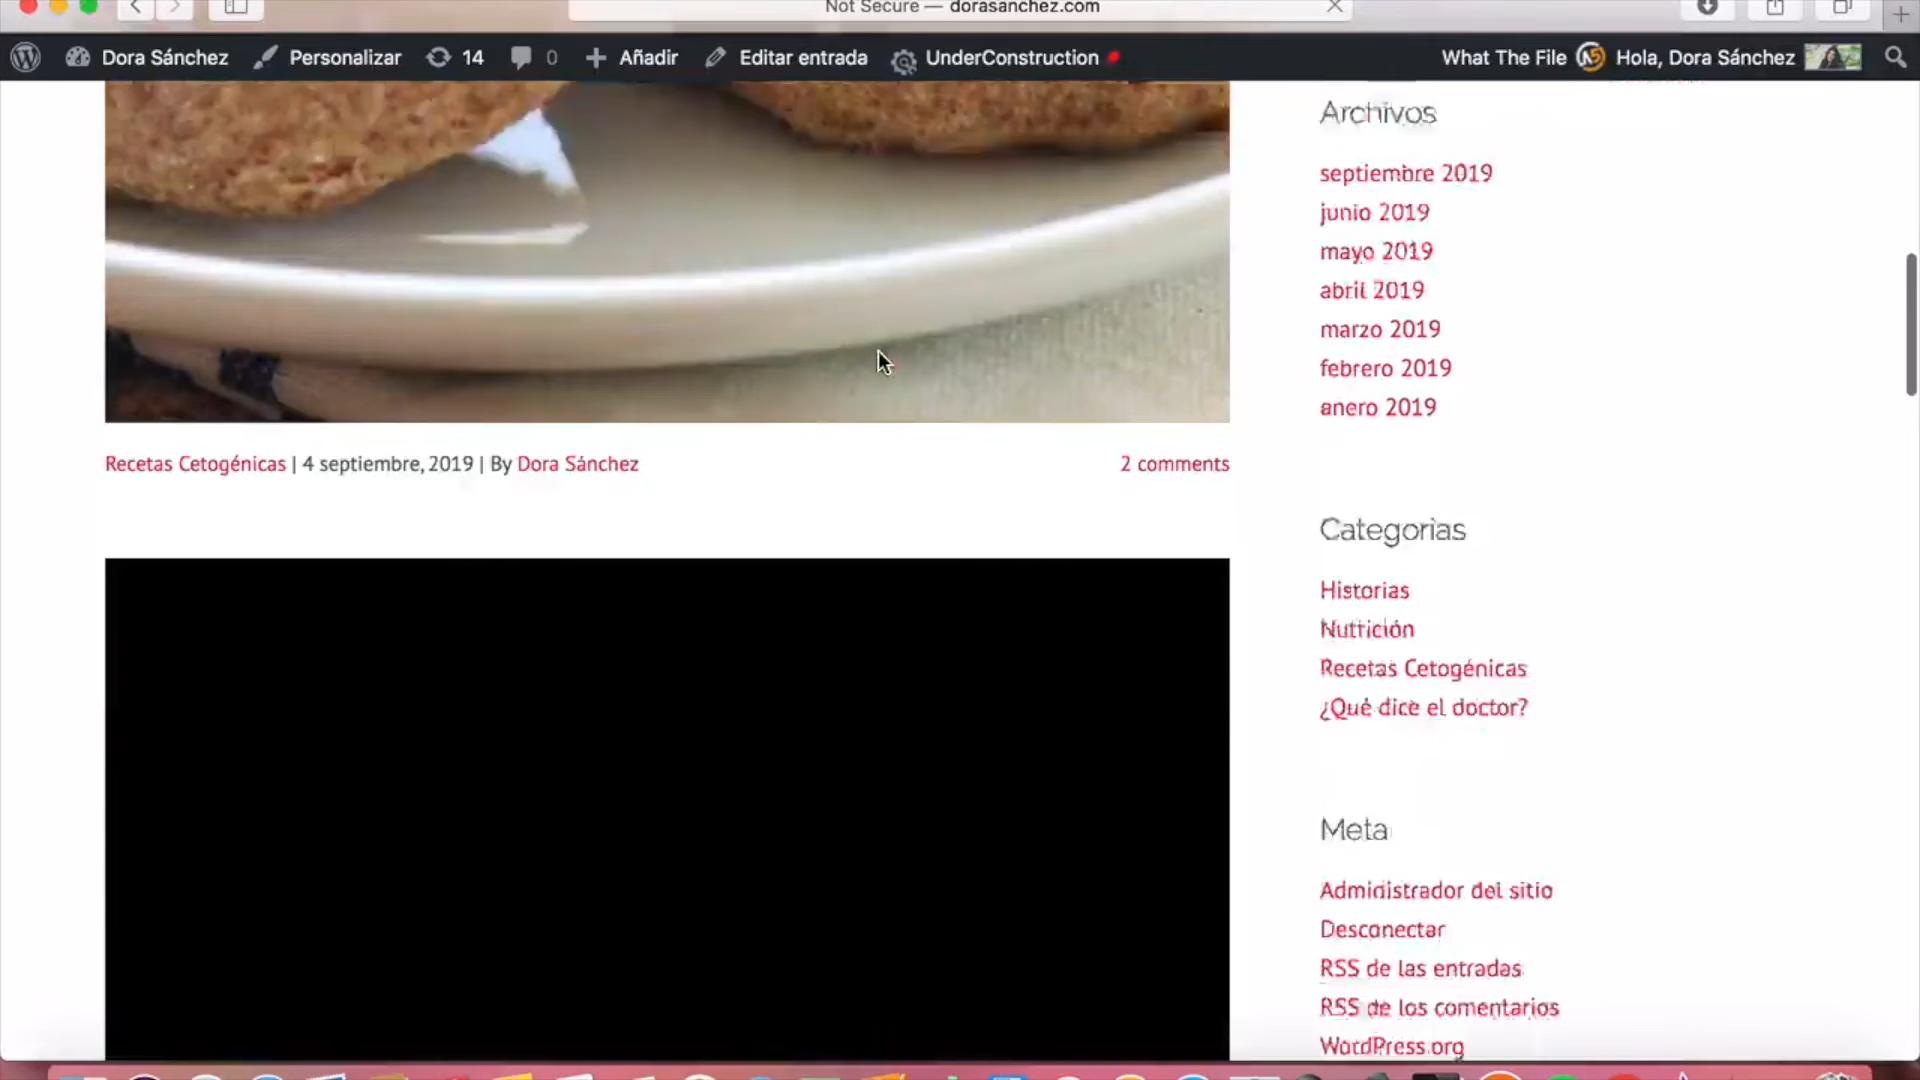 Not Secure — dorasanchez.com
Dora Sánchez Personalizar 14 0 Añadir Editar entrada UnderConstruction What The File Hola, Dora Sánchez
Recetas Cetogénicas | 4 septiembre, 2019 | By Dora Sánchez 2 comments
Archivos
septiembre 2019
junio 2019
mayo 2019
abril 2019
marzo 2019
febrero 2019
anero 2019
Categorias
Historias
Nutrición
Recetas Cetogénicas
¿Qué dice el doctor?
Meta
Administrador del sitio
Desconectar
RSS de las entradas
RSS de los comentarios
WordPress.org